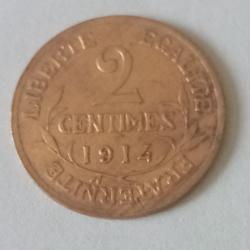 LIBERTE EGALITE
2
CENTIMES
1914
FRATERNITE